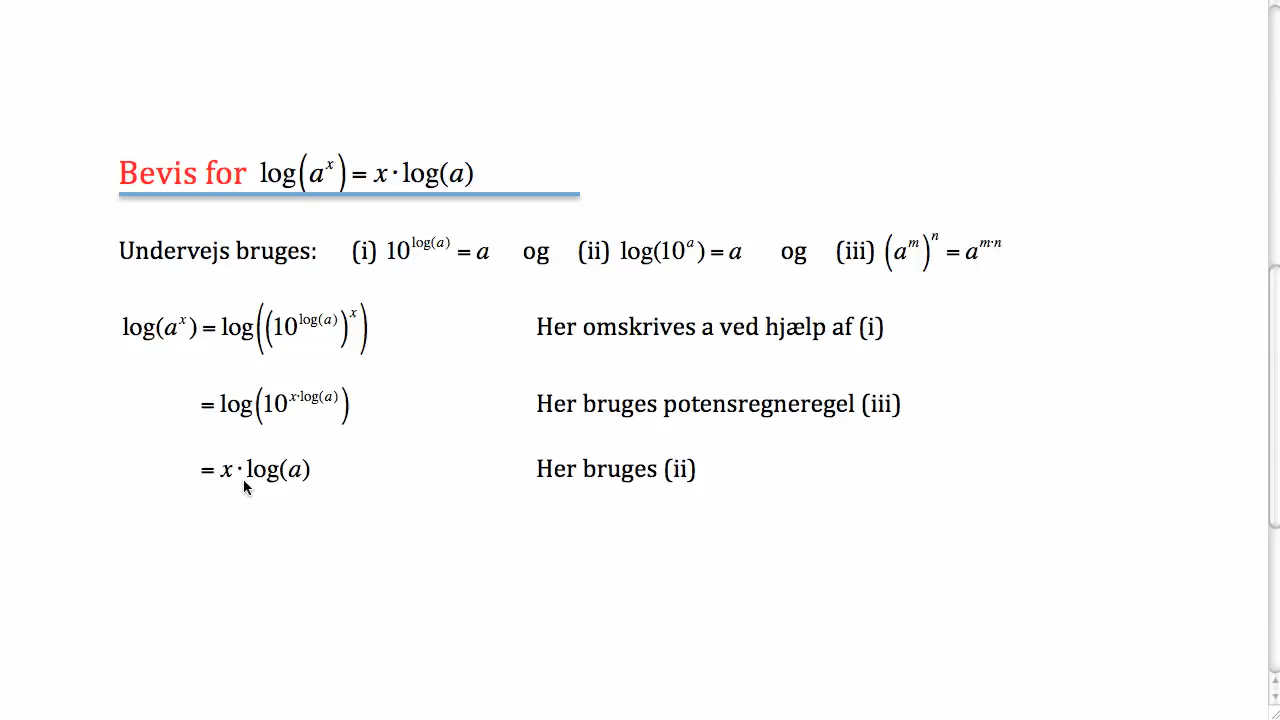 Bevis for log(a^x) = x · log(a)
Undervejs bruges: (i) 10^log(a) = a og (ii) log(10^a) = a og (iii) (a^m)^n = a^m·n
log(a^x) = log((10^log(a))^x) Her omskrives a ved hjælp af (i)
= log(10^x·log(a)) Her bruges potensregneregel (iii)
= x · log(a) Her bruges (ii)